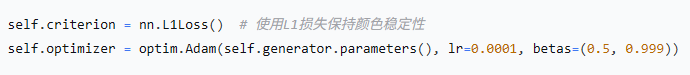 self.criterion = nn.L1Loss()  # 使用L1损失保持颜色稳定性
self.optimizer = optim.Adam(self.generator.parameters(), lr=0.0001, betas=(0.5, 0.999))